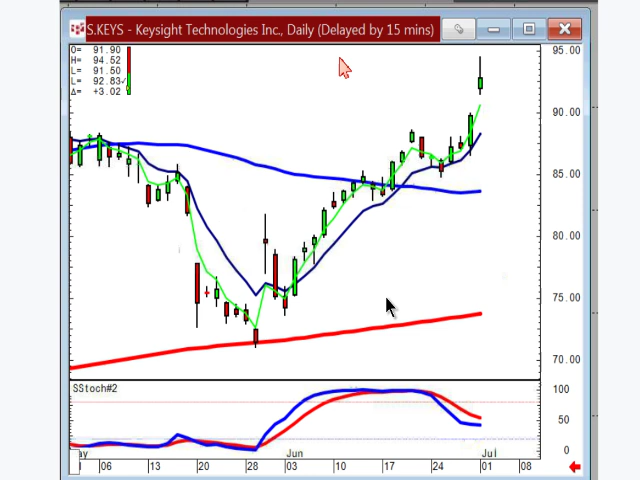 S.KEYS - Keysight Technologies Inc., Daily (Delayed by 15 mins)
O= 91.90
H= 94.52
L= 91.50
L= 92.83
Δ= +3.02
95.00
90.00
85.00
80.00
75.00
70.00
SStoch#2
100
50
0
ay
Jun
Jul
06
13
20
28
03
10
17
24
01
08